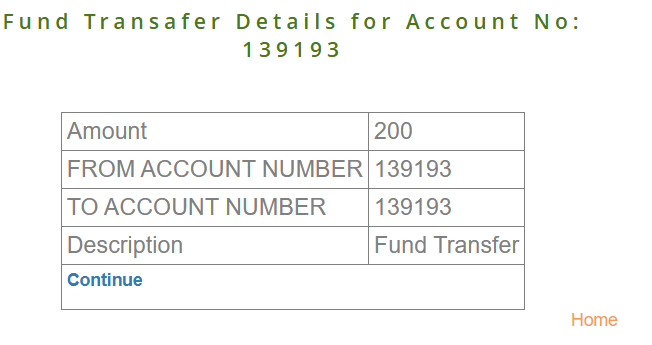 Fund Transafer Details for Account No:
139193
Amount 200
FROM ACCOUNT NUMBER 139193
TO ACCOUNT NUMBER 139193
Description Fund Transfer
Continue
Home